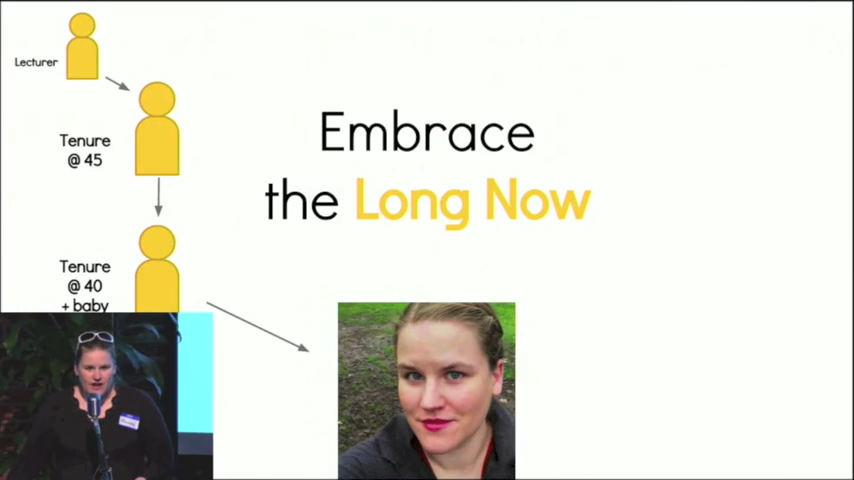 Lecturer
Tenure
@ 45
Tenure
@ 40
+ baby
Embrace
the Long Now